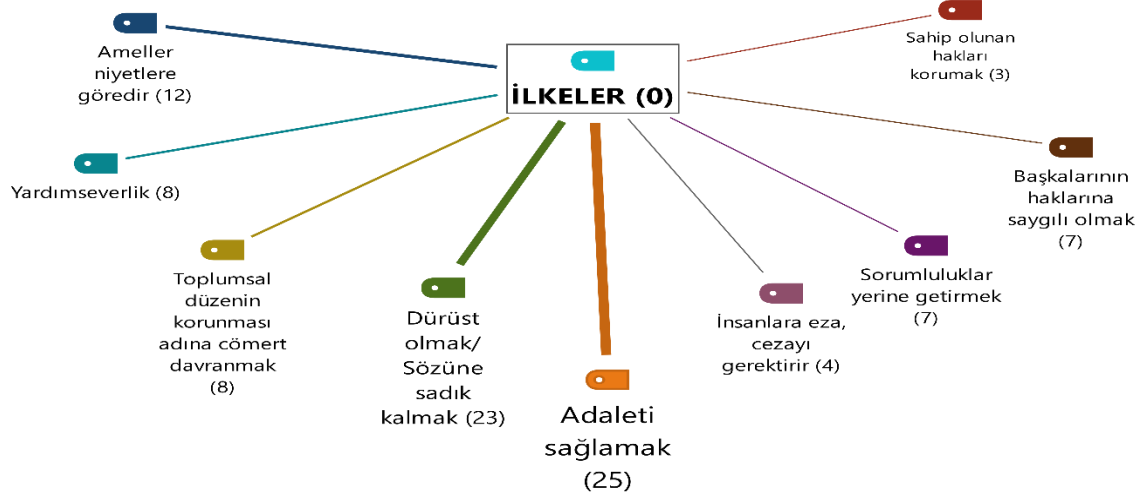 İLKELER (0)
Ameller
niyetlere
göredir (12)
Yardımseverlik (8)
Toplumsal
düzenin
korunması
adına cömert
davranmak
(8)
Dürüst
olmak/
Sözüne
sadık
kalmak (23)
Adaleti
sağlamak
(25)
İnsanlara eza,
cezayı
gerektirir (4)
Sorumluluklar
yerine getirmek
(7)
Başkalarının
haklarına
saygılı olmak
(7)
Sahip olunan
hakları
korumak (3)